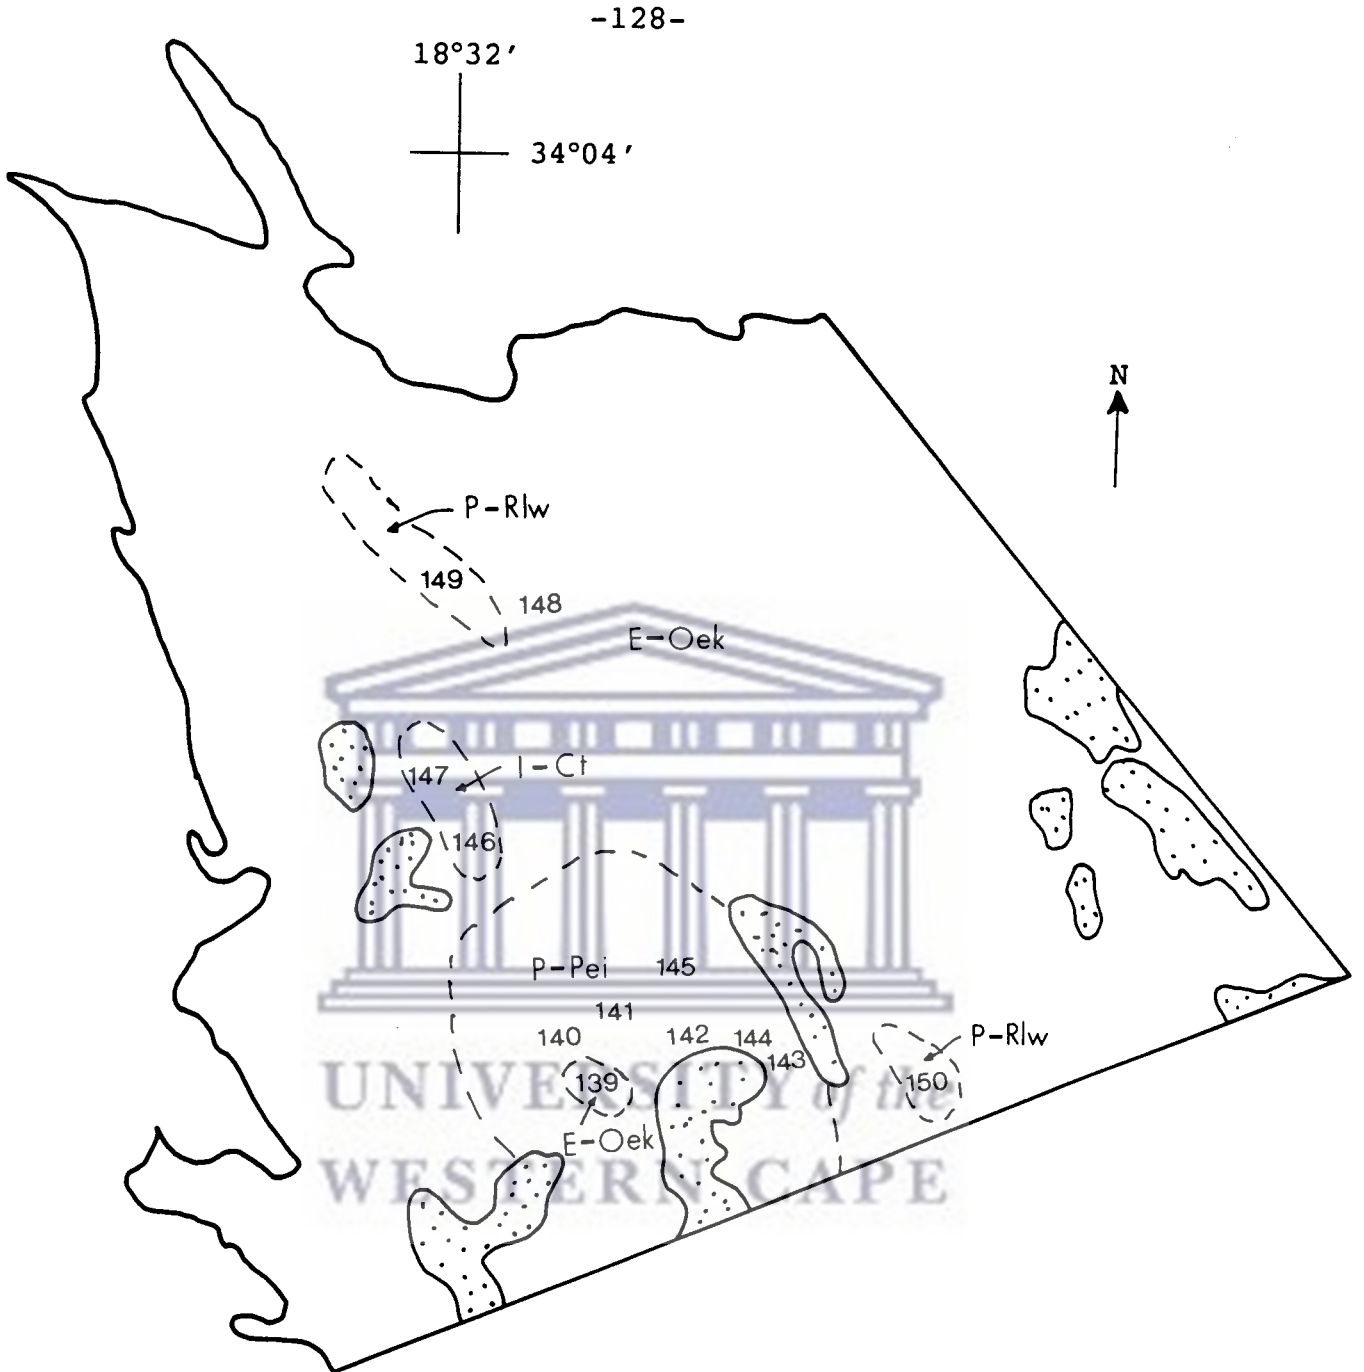 -128-
18°32′
34°04′
N
P-Rlw
149
148
E-Oek
147
I-Ct
146
P-Pei
145
141
140
142
144
143
P-Rlw
139
150
E-Oek
UNIVERSITY of the
WESTERN CAPE